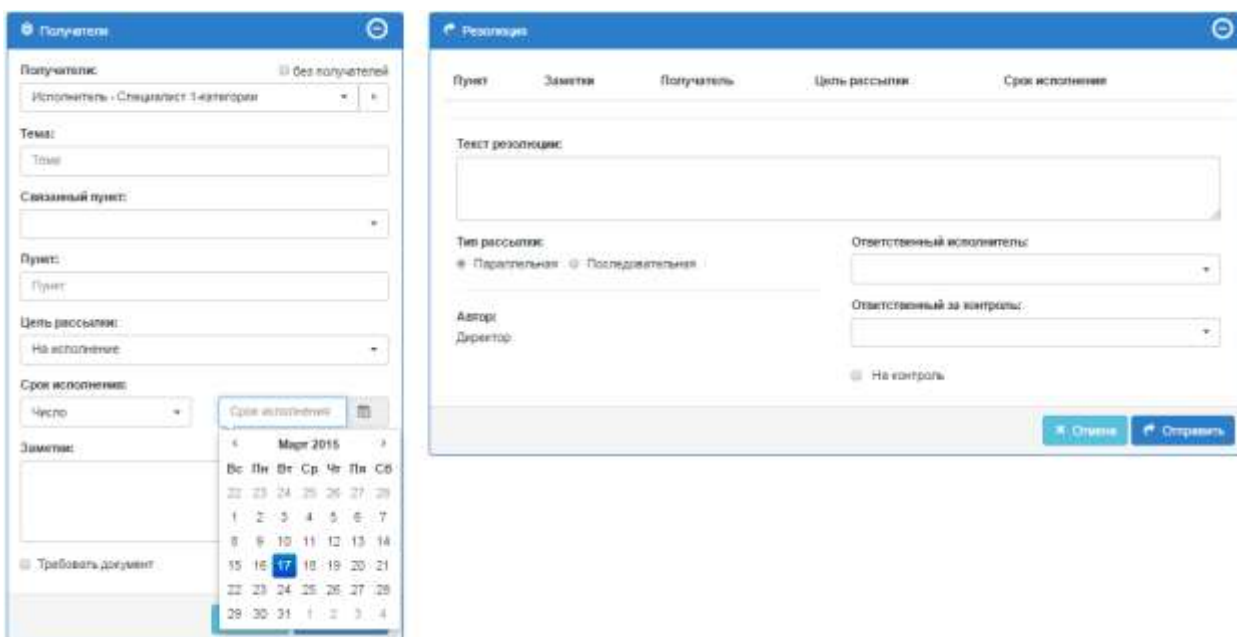 Получатели
Получатели:
без получателей
Исполнитель - Специалист 1-категории
Тема:
Тема
Связанный пункт:
Пункт:
Пункт
Цель рассылки:
На исполнение
Срок исполнения:
Число
Срок исполнения
Заметки:
Март 2015
Вс Пн Вт Ср Чт Пя Сб
22 23 24 25 26 27 28
1 2 3 4 5 6 7
8 9 10 11 12 13 14
15 16 17 18 19 20 21
22 23 24 25 26 27 28
29 30 31 1 2 3 4
Требовать документ
Резолюция
Пункт Заметки Получатель Цель рассылки Срок исполнения
Текст резолюции:
Тип рассылки:
Параллельная Последовательная
Автор:
Директор
Ответственный исполнитель:
Ответственный за контроль:
На контроль
Отмена
Отправить